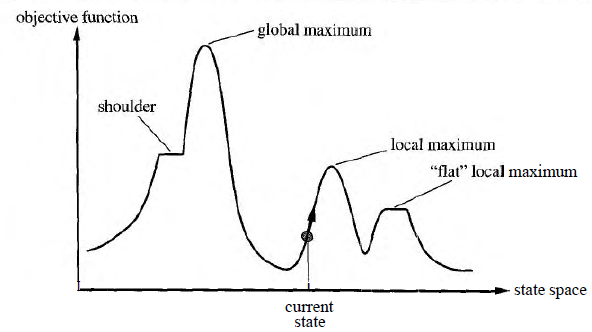 objective function
global maximum
shoulder
local maximum
“flat” local maximum
state space
current
state